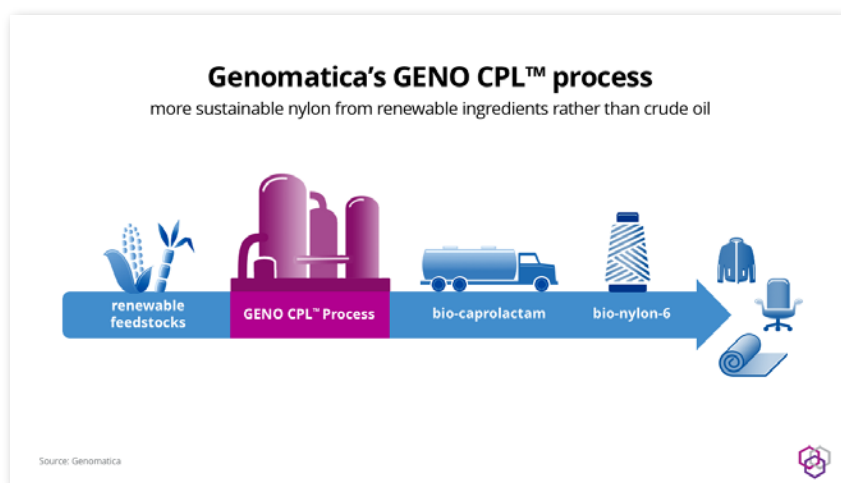 Genomatica's GENO CPL™ process
more sustainable nylon from renewable ingredients rather than crude oil
renewable
feedstocks
GENO CPL™ Process
bio-caprolactam
bio-nylon-6
Source: Genomatica